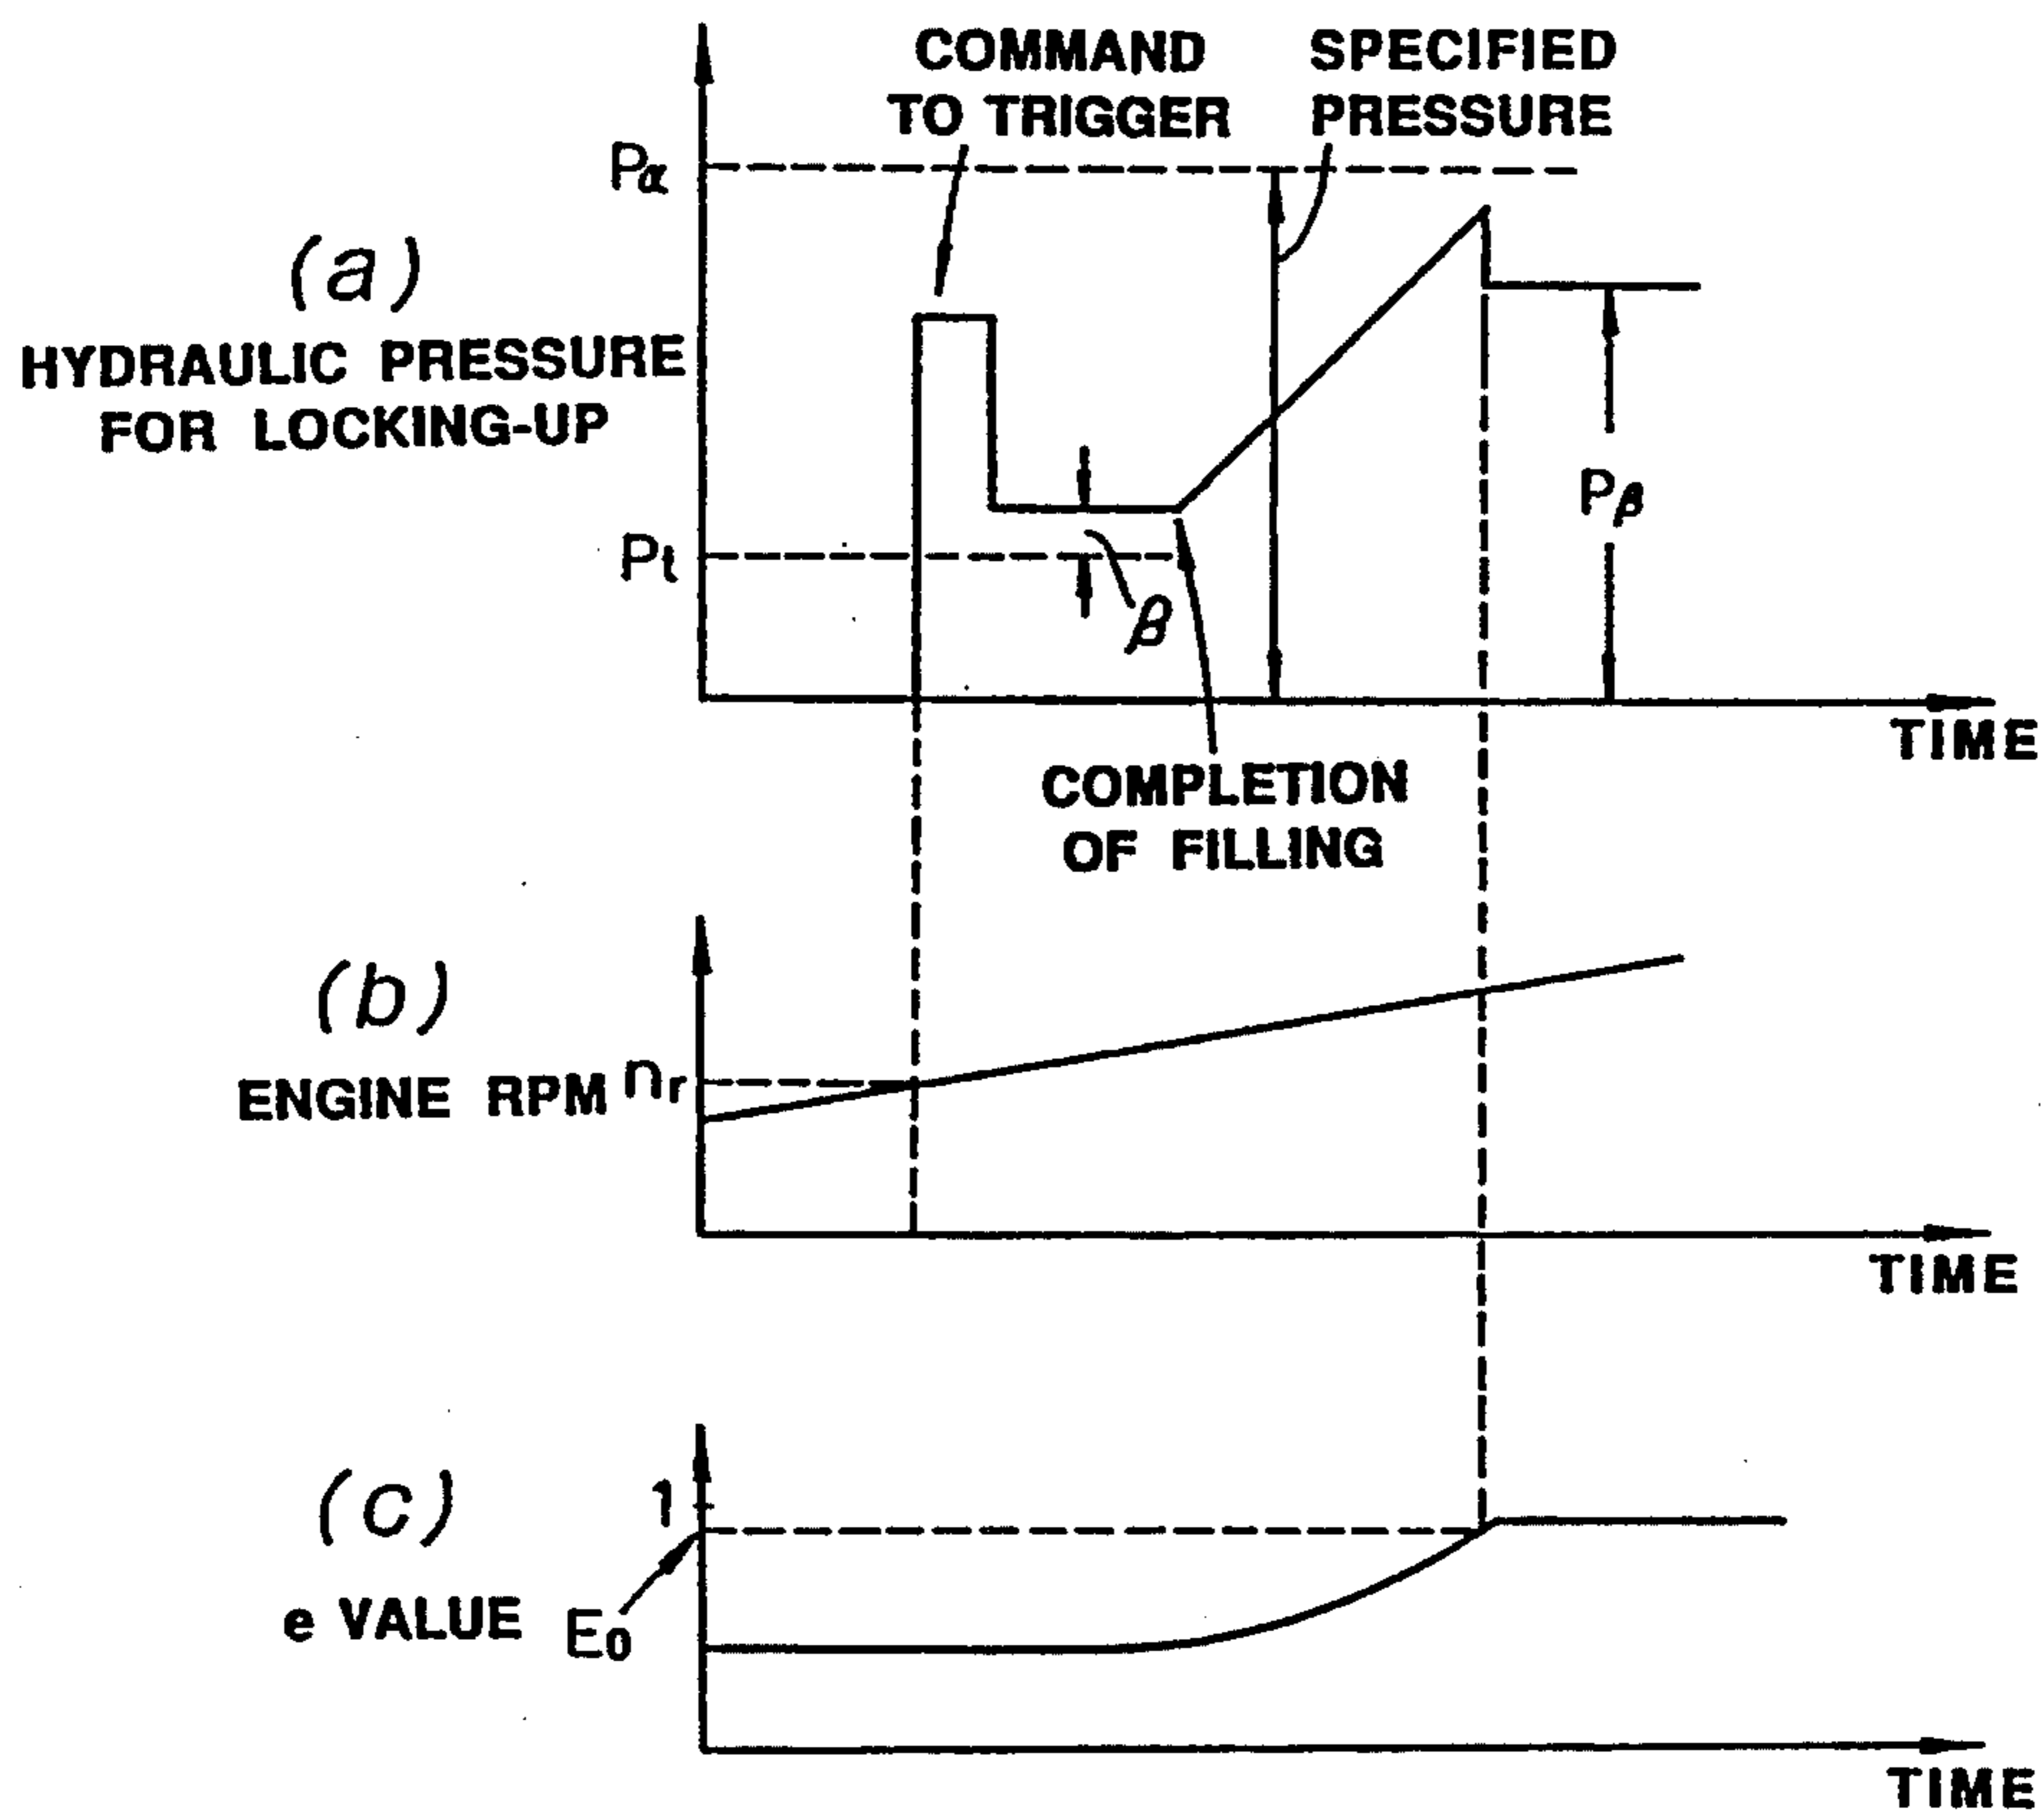 COMMAND
TO TRIGGER
SPECIFIED
PRESSURE
Pα
(a)
HYDRAULIC PRESSURE
FOR LOCKING-UP
Pβ
Pt
β
TIME
COMPLETION
OF FILLING
(b)
ENGINE RPM nr
TIME
(c)
1
e VALUE E0
TIME